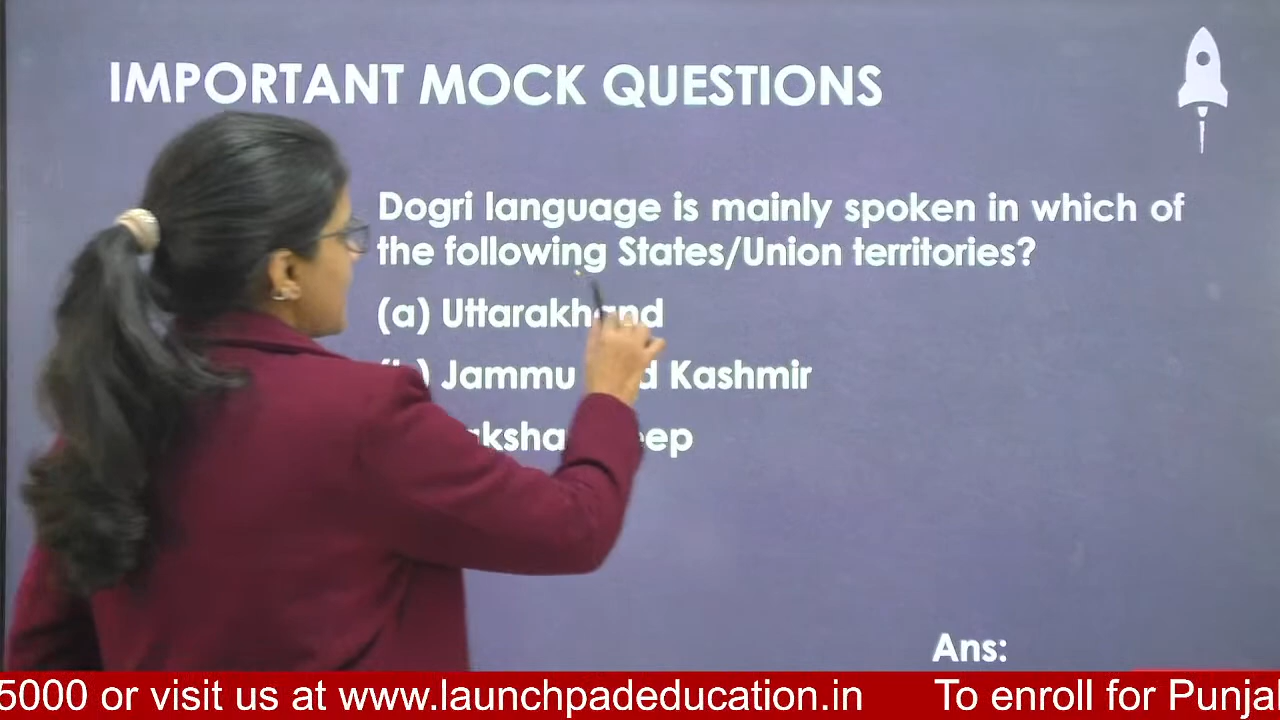 IMPORTANT MOCK QUESTIONS
Dogri language is mainly spoken in which of
the following States/Union territories?
(a) Uttarakhand
Jammu Kashmir
Ans:
5000 or visit us at www.launchpadeducation.in To enroll for